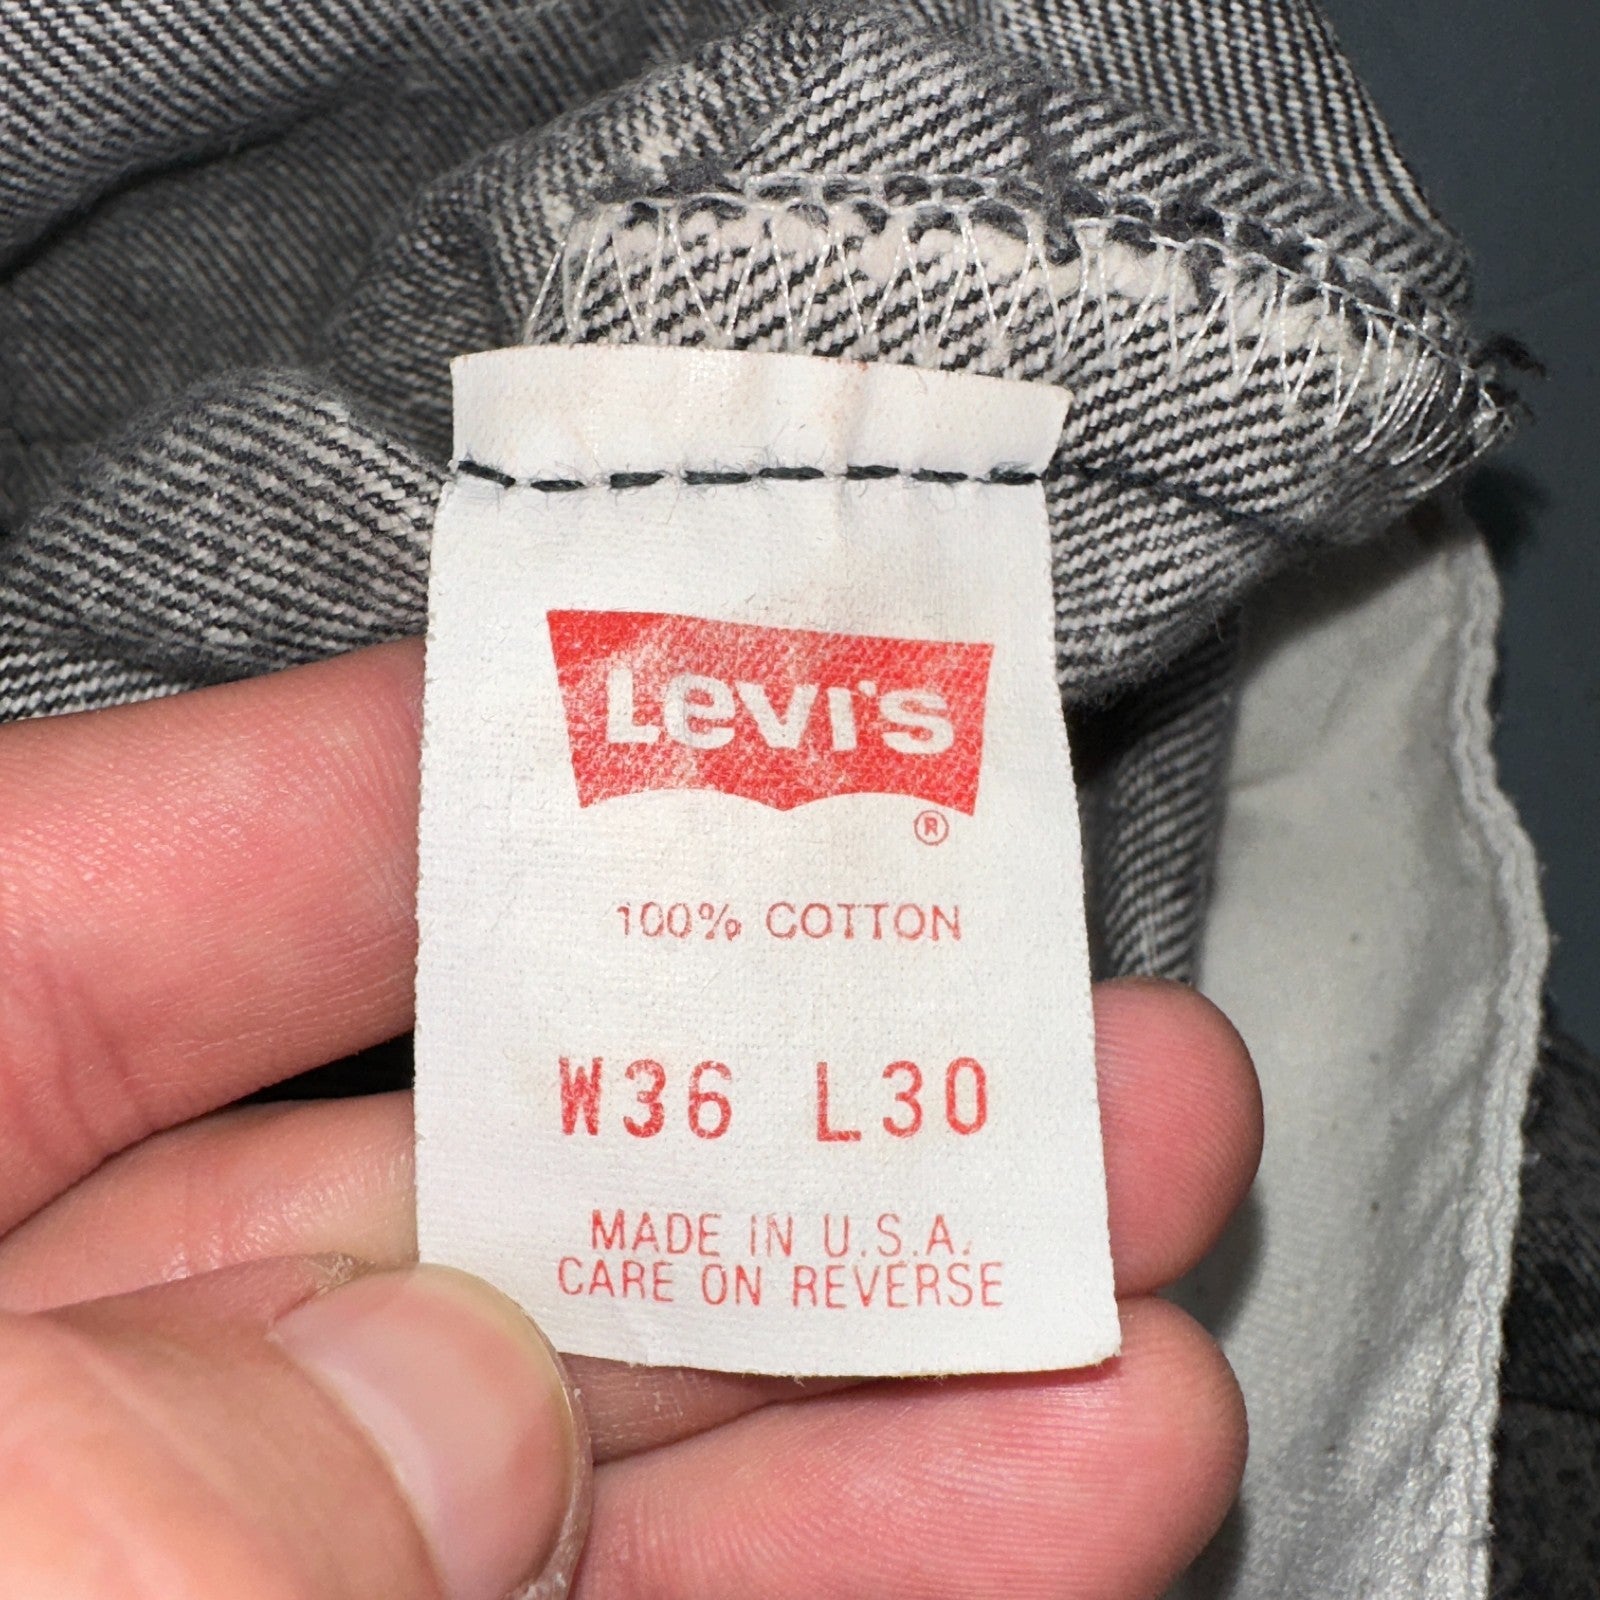 Levi's
®
100% COTTON
W36 L30
MADE IN U.S.A.
CARE ON REVERSE